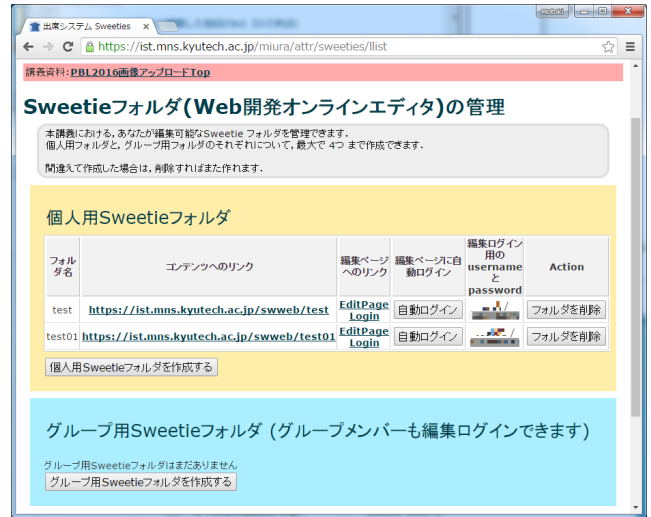 出席システム Sweeties
https://ist.mns.kyutech.ac.jp/miura/attr/sweeties/llist
講義資料:PBL2016画像アップロードTop
Sweetieフォルダ(Web開発オンラインエディタ)の管理
本講義における, あなたが編集可能なSweetie フォルダを管理できます.
個人用フォルダと, グループ用フォルダのそれぞれについて, 最大で 4つ まで作成できます.
間違えて作成した場合は, 削除すればまた作れます.
個人用Sweetieフォルダ
フォルダ名 コンテンツへのリンク 編集ページへのリンク 編集ページに自動ログイン 編集ログイン用のusernameとpassword Action
test https://ist.mns.kyutech.ac.jp/swweb/test EditPage Login 自動ログイン / フォルダを削除
test01 https://ist.mns.kyutech.ac.jp/swweb/test01 EditPage Login 自動ログイン / フォルダを削除
個人用Sweetieフォルダを作成する
グループ用Sweetieフォルダ (グループメンバーも編集ログインできます)
グループ用Sweetieフォルダはまだありません
グループ用Sweetieフォルダを作成する